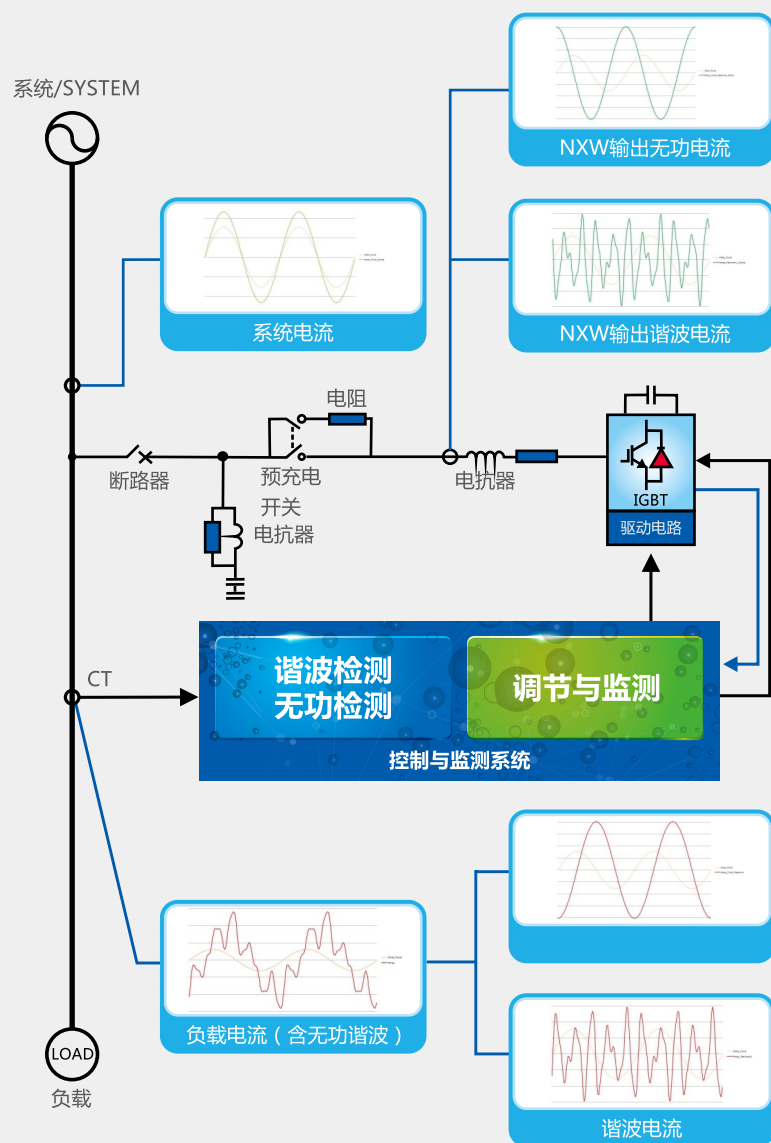 系统/SYSTEM
NXW输出无功电流
NXW输出谐波电流
系统电流
电阻
断路器
预充电
开关
电抗器
电抗器
IGBT
驱动电路
CT
谐波检测
无功检测
调节与监测
控制与监测系统
负载电流（含无功谐波）
LOAD
负载
谐波电流